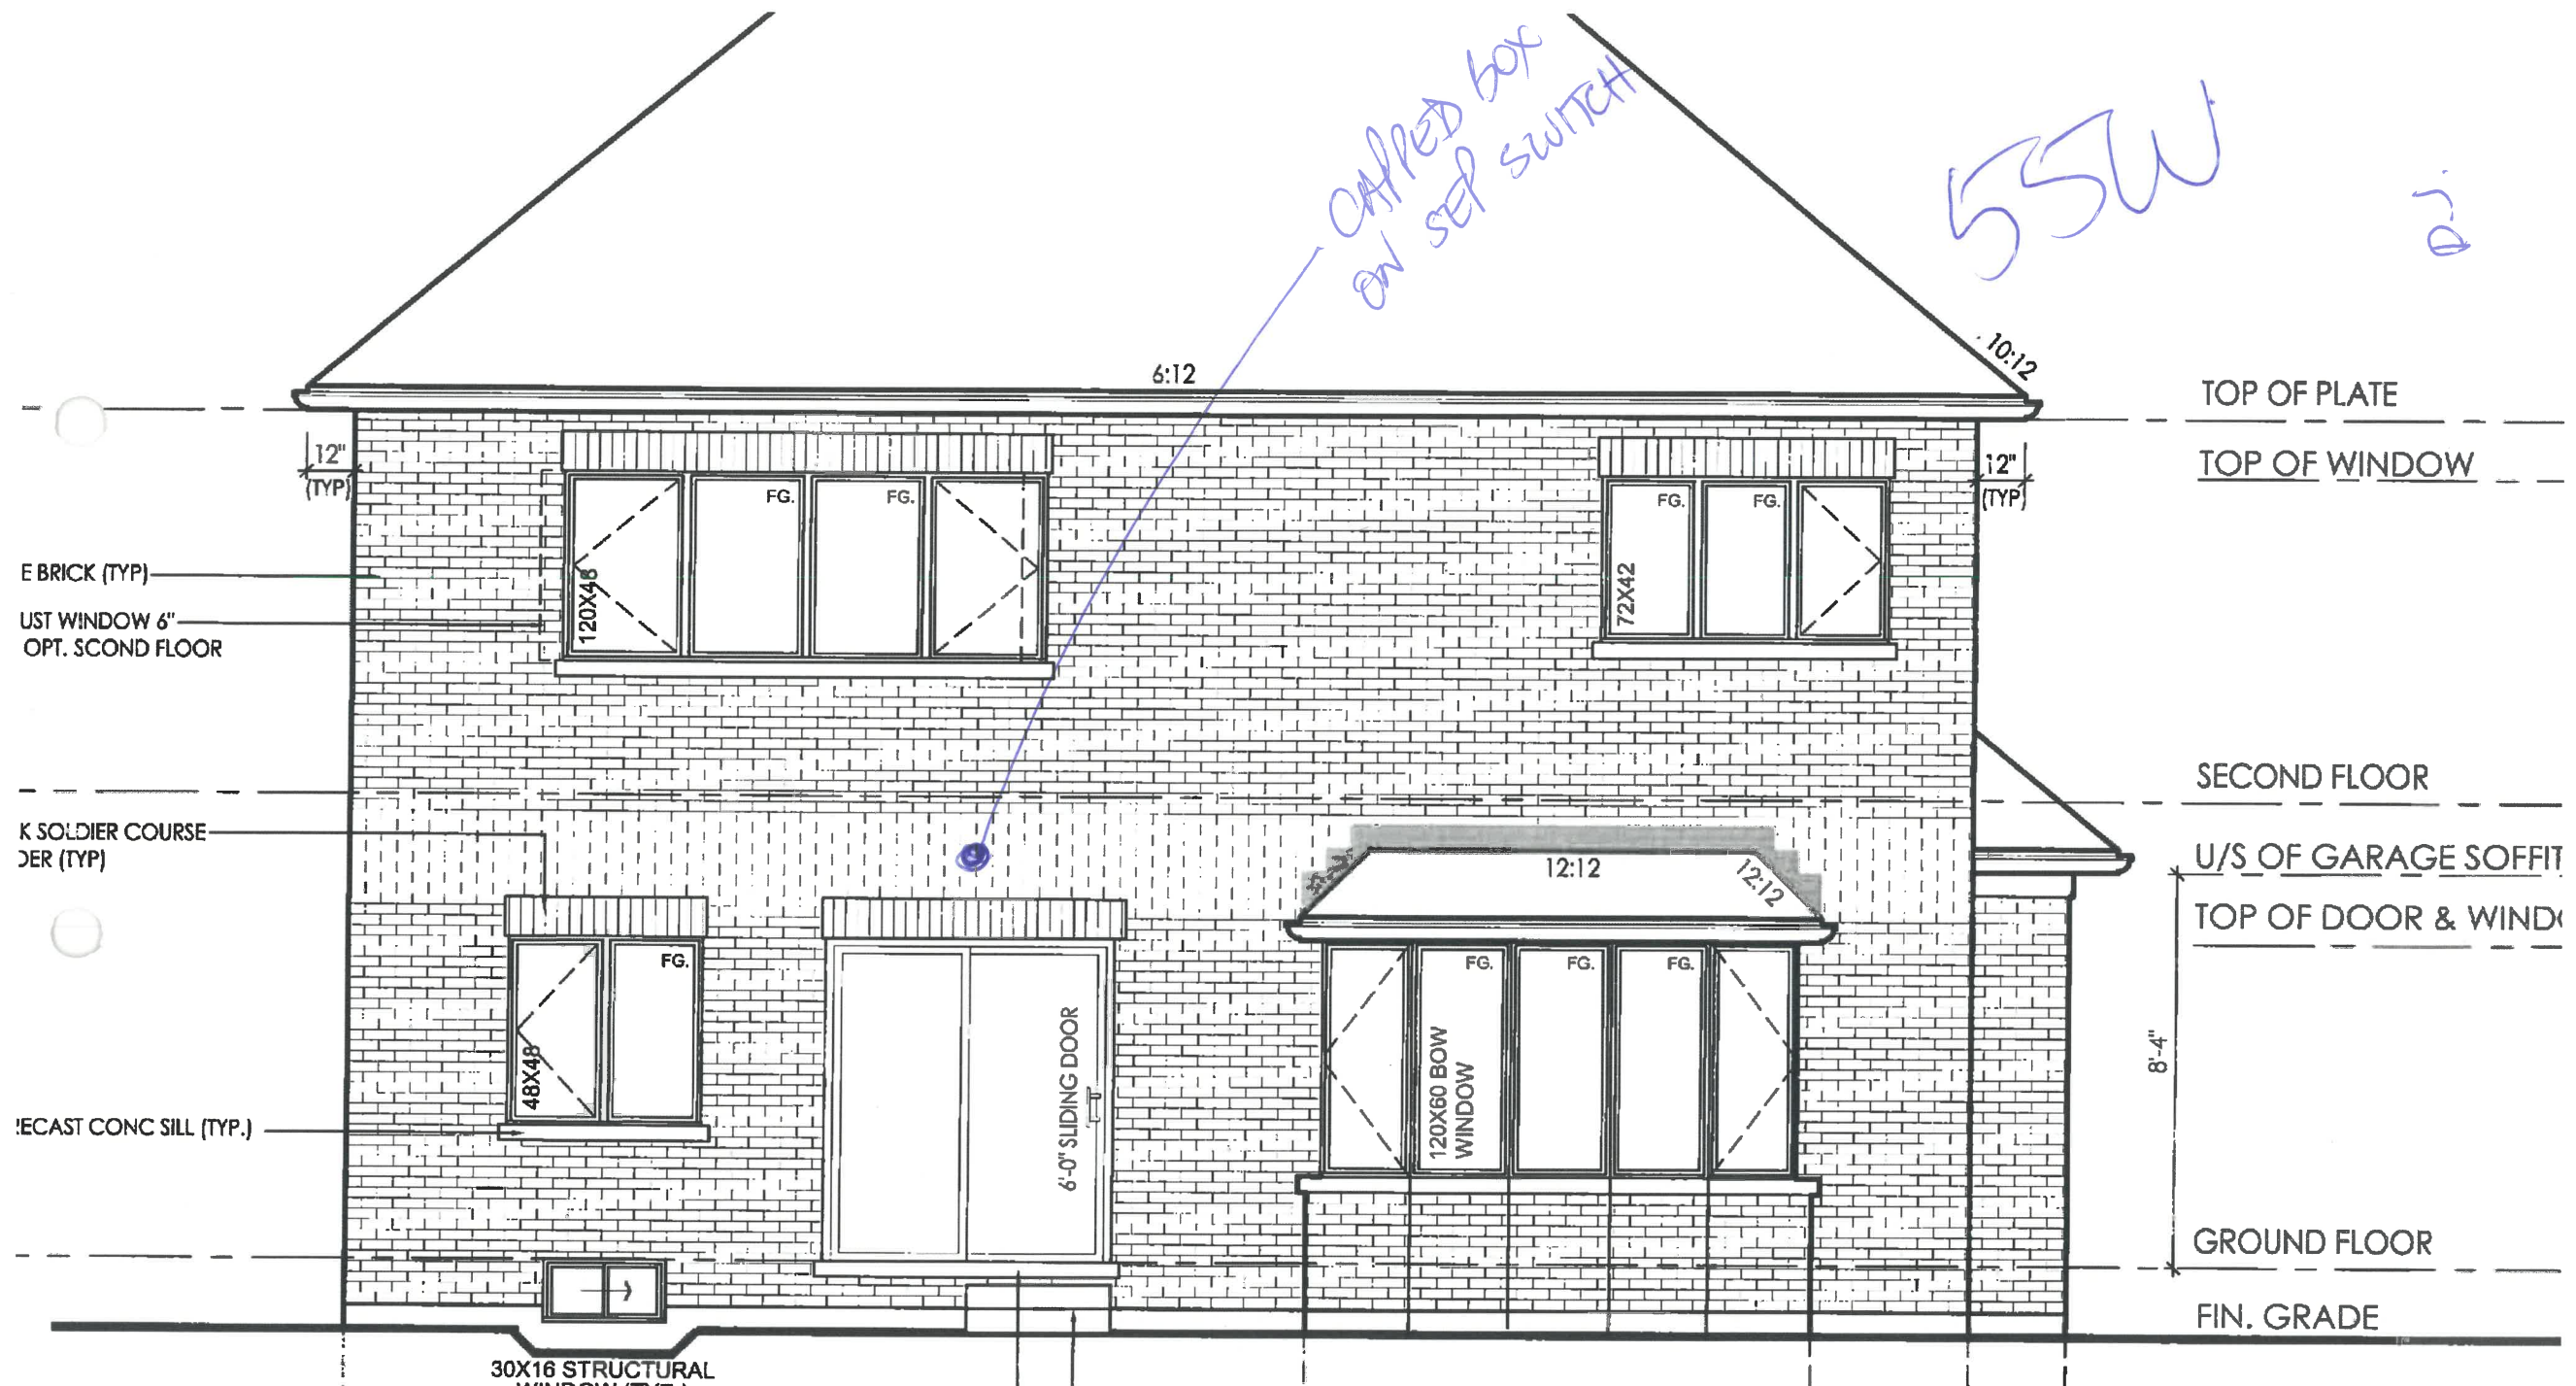 CAPPED BOX
ON SEP SWITCH
55W
D.J.
6:12
10:12
TOP OF PLATE
12"
(TYP)
TOP OF WINDOW
12"
(TYP)
FG.
FG.
FG.
FG.
120X48
72X42
E BRICK (TYP)
UST WINDOW 6"
OPT. SCOND FLOOR
SECOND FLOOR
K SOLDIER COURSE
DER (TYP)
U/S OF GARAGE SOFFIT
12:12
12:12
TOP OF DOOR & WIND
FG.
FG.
FG.
FG.
48X48
6'-0" SLIDING DOOR
120X60 BOW
WINDOW
8'-4"
ECAST CONC SILL (TYP.)
GROUND FLOOR
FIN. GRADE
30X16 STRUCTURAL